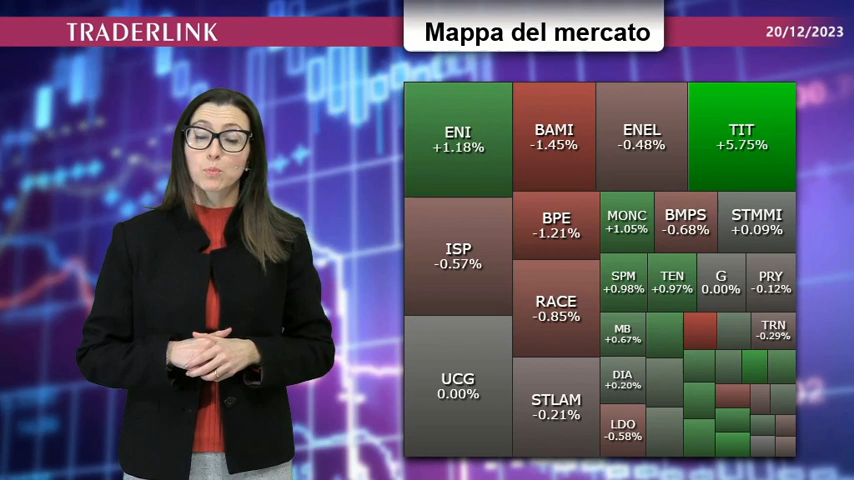 TRADERLINK
Mappa del mercato
20/12/2023
ENI
+1.18%
BAMI
-1.45%
ENEL
-0.48%
TIT
+5.75%
ISP
-0.57%
BPE
-1.21%
MONC
+1.05%
BMPS
-0.68%
STMMI
+0.09%
RACE
-0.85%
SPM
+0.98%
TEN
+0.97%
G
0.00%
PRY
-0.12%
UCG
0.00%
STLAM
-0.21%
MB
+0.67%
TRN
-0.29%
DIA
+0.20%
LDO
-0.58%